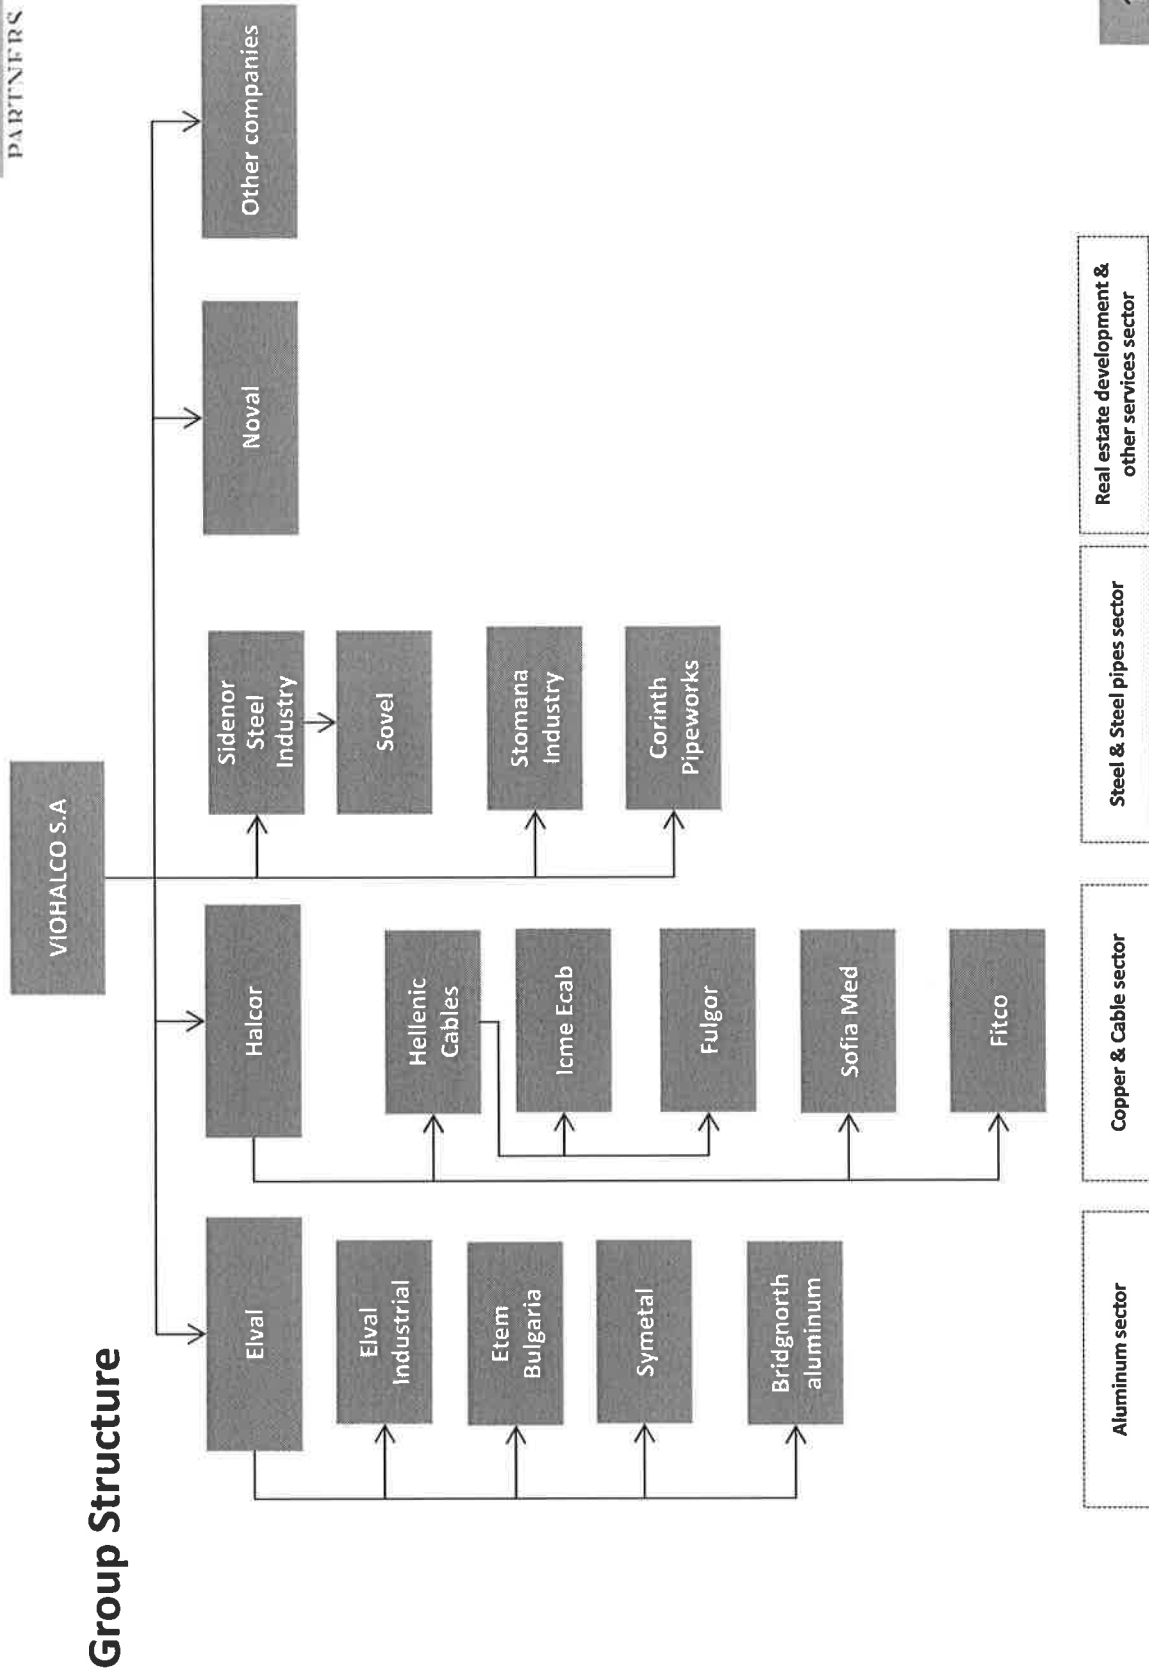 PARTNERS
Group Structure
VIOHALCO S.A
Elval
Halcor
Noval
Other companies
Elval
Industrial
Etem
Bulgaria
Symetal
Bridgnorth
aluminum
Hellenic
Cables
Icme Ecab
Fulgor
Sofia Med
Fitco
Sidenor
Steel
Industry
Sovel
Stomana
Industry
Corinth
Pipeworks
Aluminum sector
Copper & Cable sector
Steel & Steel pipes sector
Real estate development &
other services sector